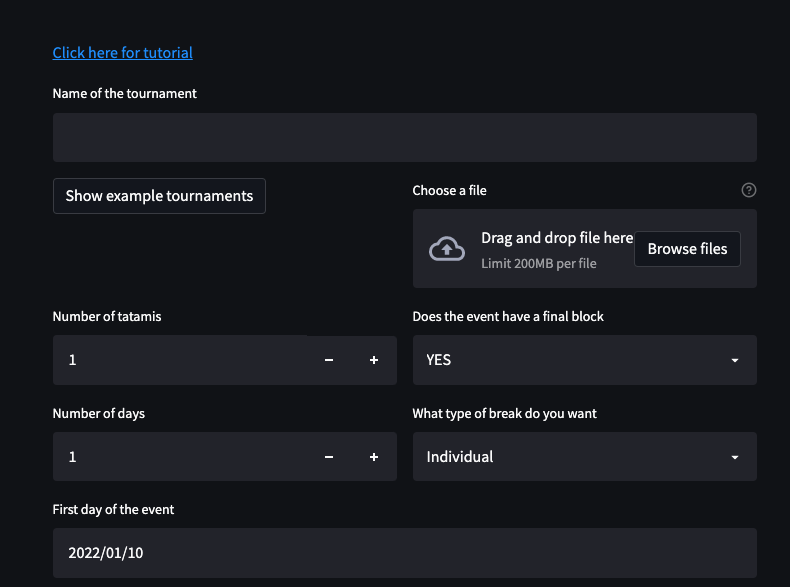 Click here for tutorial
Name of the tournament
Show example tournaments
Choose a file
Drag and drop file here
Limit 200MB per file
Browse files
Number of tatamis
1
Does the event have a final block
YES
Number of days
1
What type of break do you want
Individual
First day of the event
2022/01/10